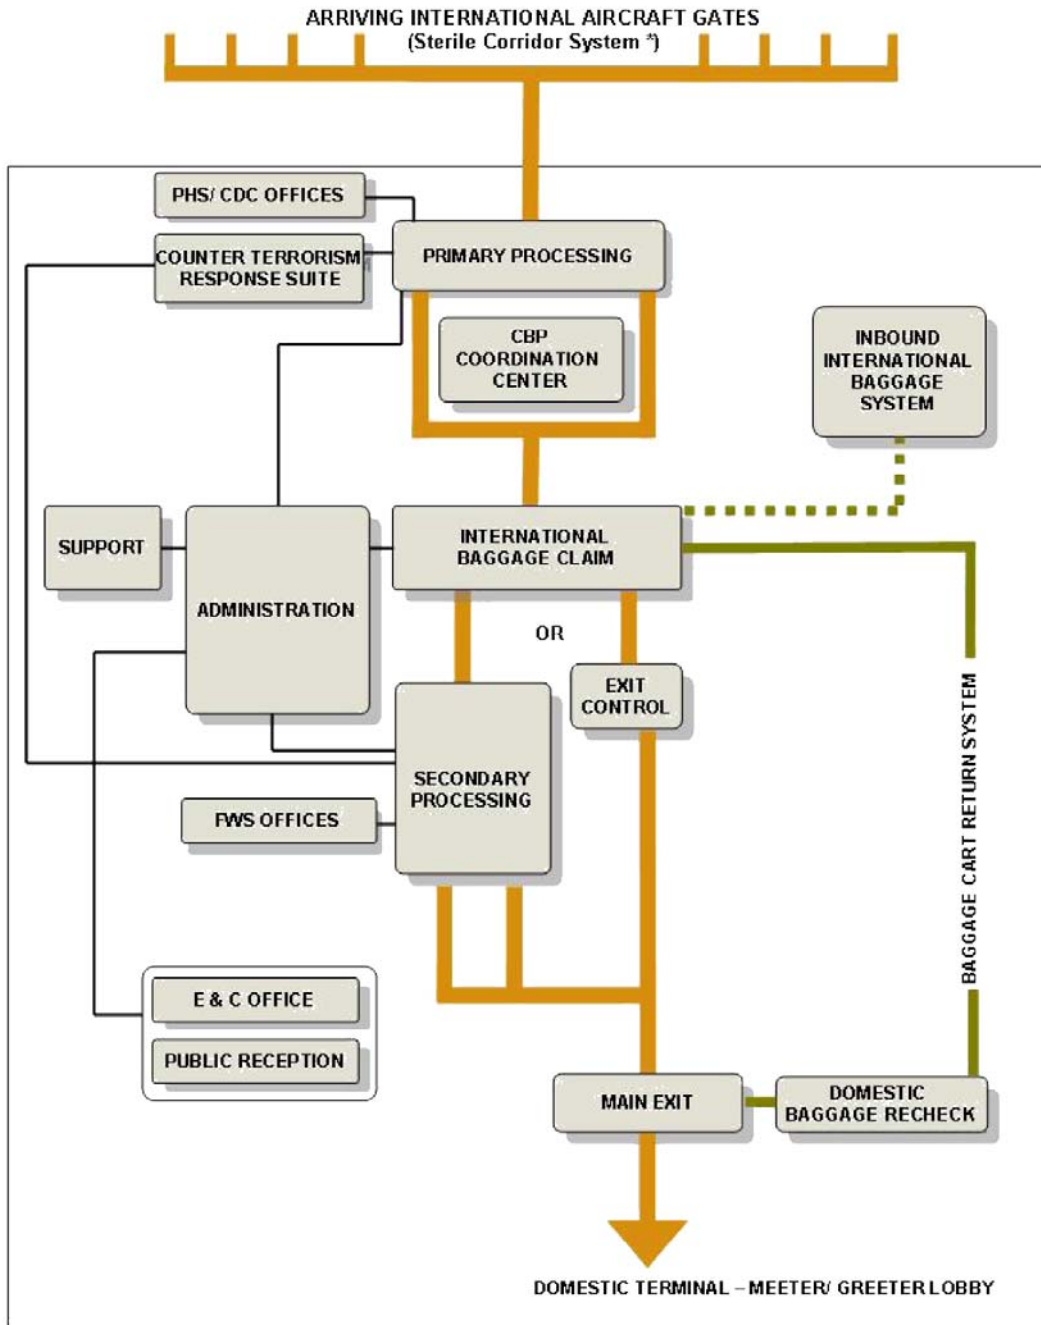 ARRIVING INTERNATIONAL AIRCRAFT GATES
(Sterile Corridor System *)
PHS/ CDC OFFICES
COUNTER TERRORISM
RESPONSE SUITE
PRIMARY PROCESSING
CBP
COORDINATION
CENTER
INBOUND
INTERNATIONAL
BAGGAGE
SYSTEM
SUPPORT
ADMINISTRATION
INTERNATIONAL
BAGGAGE CLAIM
OR
EXIT
CONTROL
SECONDARY
PROCESSING
FWS OFFICES
BAGGAGE CART RETURN SYSTEM
E & C OFFICE
PUBLIC RECEPTION
MAIN EXIT
DOMESTIC
BAGGAGE RECHECK
DOMESTIC TERMINAL – MEETER/ GREETER LOBBY